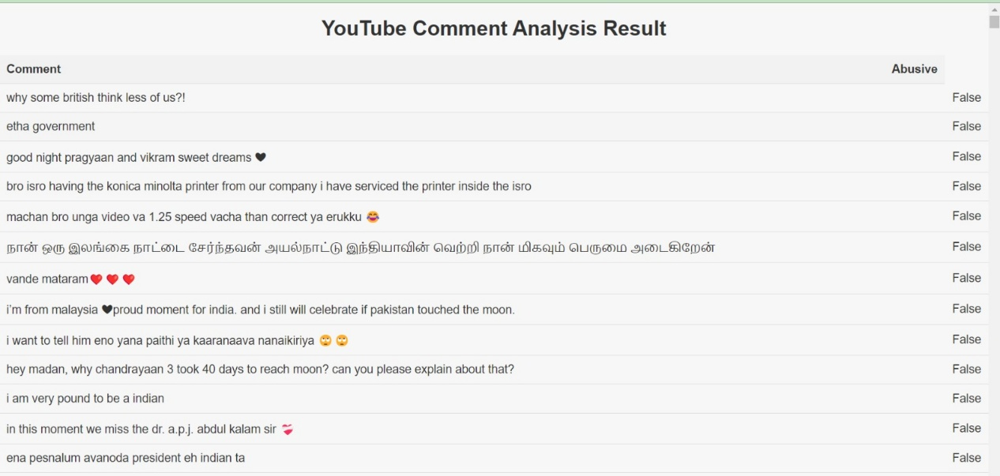 YouTube Comment Analysis Result
Comment Abusive
why some british think less of us?! False
etha government False
good night pragyaan and vikram sweet dreams 🖤 False
bro isro having the konica minolta printer from our company i have serviced the printer inside the isro False
machan bro unga video va 1.25 speed vacha than correct ya erukku 😂 False
நான் ஒரு இலங்கை நாட்டை சேர்ந்தவன் அயல்நாட்டு இந்தியாவின் வெற்றி நான் மிகவும் பெருமை அடைகிறேன் False
vande mataram❤️ ❤️ ❤️ False
i'm from malaysia 🖤proud moment for india. and i still will celebrate if pakistan touched the moon. False
i want to tell him eno yana paithi ya kaaranaava nanaikiriya 🙄 🙄 False
hey madan, why chandrayaan 3 took 40 days to reach moon? can you please explain about that? False
i am very pound to be a indian False
in this moment we miss the dr. a.p.j. abdul kalam sir ❤️‍🩹 False
ena pesnalum avanoda president eh indian ta False